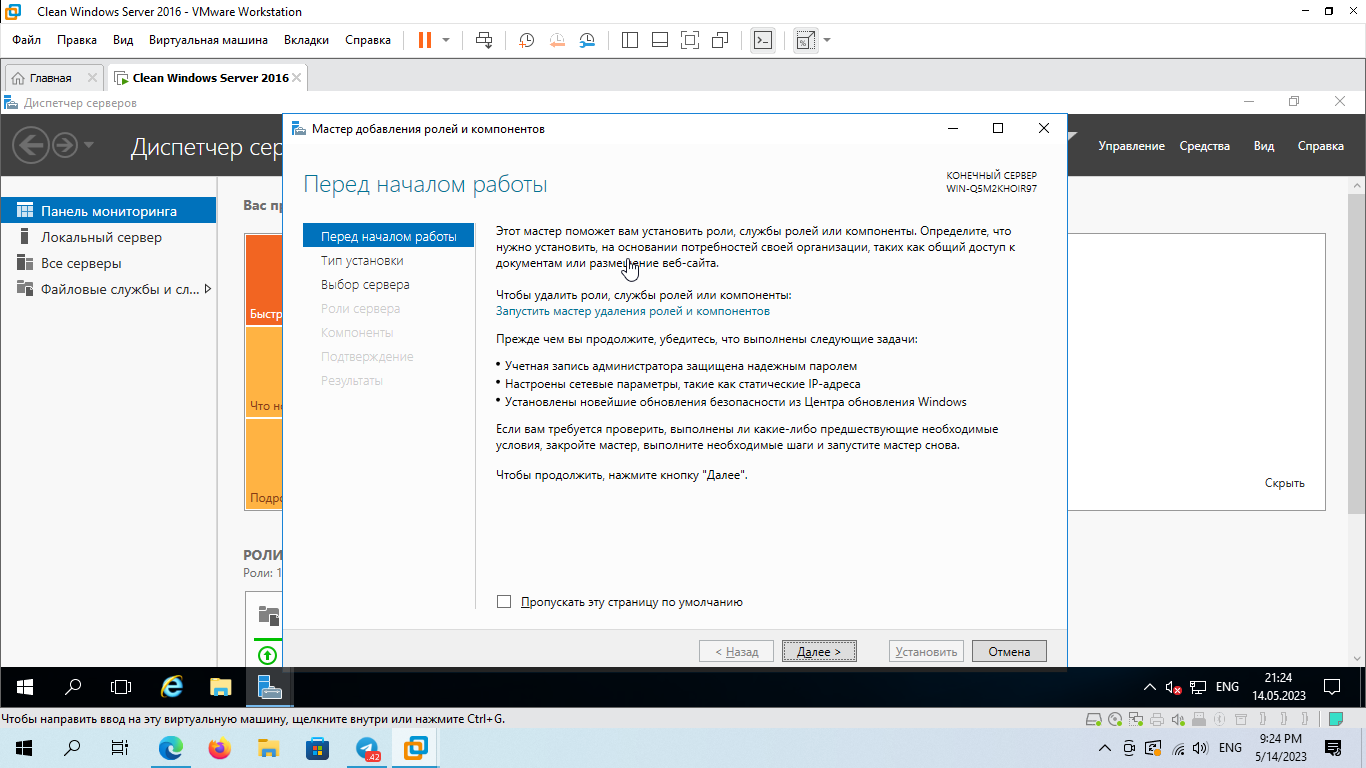 Clean Windows Server 2016 - VMware Workstation
Файл Правка Вид Виртуальная машина Вкладки Справка
Главная Clean Windows Server 2016
Диспетчер серверов
Диспетчер сер
Управление Средства Вид Справка
Мастер добавления ролей и компонентов
Перед началом работы
КОНЕЧНЫЙ СЕРВЕР
WIN-Q5M2KHOIR97
Панель мониторинга
Локальный сервер
Все серверы
Файловые службы и сл...
Вас пр
Быстр
Что н
Подро
РОЛИ
Роли: 1
Перед началом работы
Тип установки
Выбор сервера
Роли сервера
Компоненты
Подтверждение
Результаты
Этот мастер поможет вам установить роли, службы ролей или компоненты. Определите, что
нужно установить, на основании потребностей своей организации, таких как общий доступ к
документам или размещение веб-сайта.
Чтобы удалить роли, службы ролей или компоненты:
Запустить мастер удаления ролей и компонентов
Прежде чем вы продолжите, убедитесь, что выполнены следующие задачи:
• Учетная запись администратора защищена надежным паролем
• Настроены сетевые параметры, такие как статические IP-адреса
• Установлены новейшие обновления безопасности из Центра обновления Windows
Если вам требуется проверить, выполнены ли какие-либо предшествующие необходимые
условия, закройте мастер, выполните необходимые шаги и запустите мастер снова.
Чтобы продолжить, нажмите кнопку "Далее".
Скрыть
Пропускать эту страницу по умолчанию
< Назад Далее > Установить Отмена
ENG
21:24
14.05.2023
Чтобы направить ввод на эту виртуальную машину, щелкните внутри или нажмите Ctrl+G.
42
ENG
9:24 PM
5/14/2023